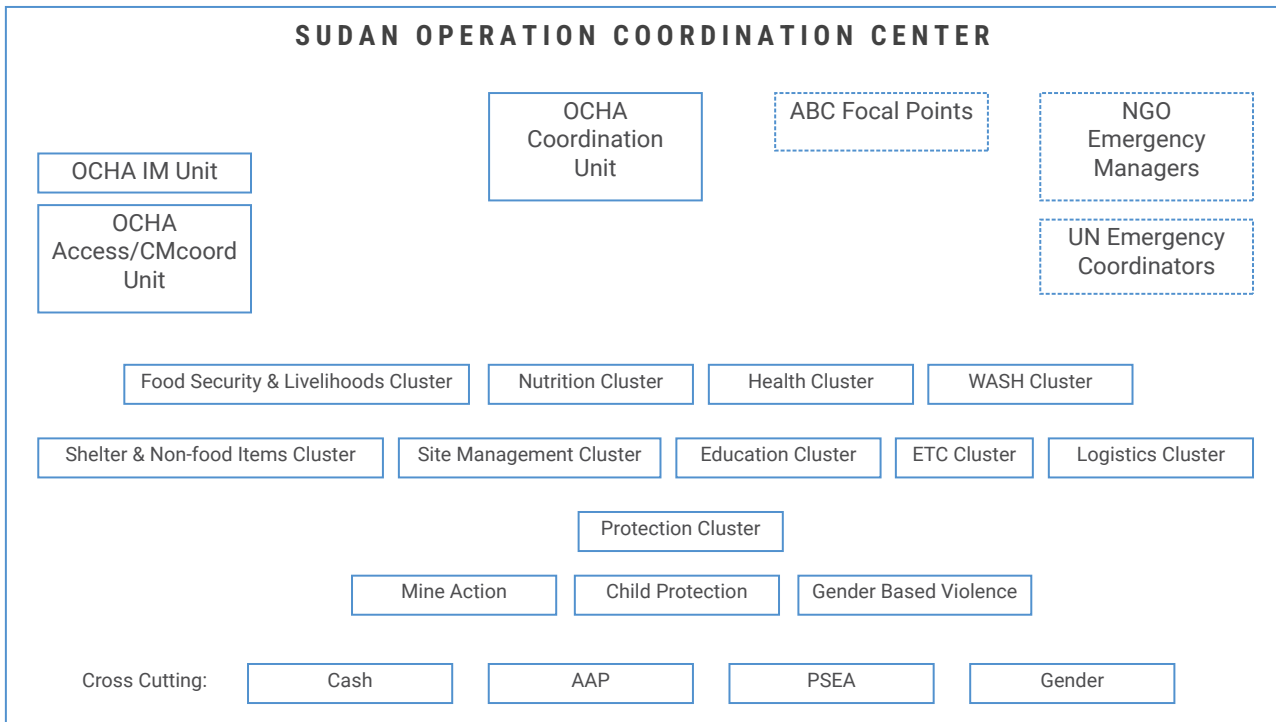 SUDAN OPERATION COORDINATION CENTER
OCHA
Coordination
Unit
ABC Focal Points
NGO
Emergency
Managers
OCHA IM Unit
OCHA
Access/CMcoord
Unit
UN Emergency
Coordinators
Food Security & Livelihoods Cluster
Nutrition Cluster
Health Cluster
WASH Cluster
Shelter & Non-food Items Cluster
Site Management Cluster
Education Cluster
ETC Cluster
Logistics Cluster
Protection Cluster
Mine Action
Child Protection
Gender Based Violence
Cross Cutting:
Cash
AAP
PSEA
Gender